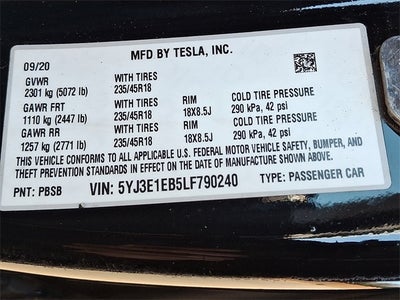 MFD BY TESLA, INC.
09/20
GVWR WITH TIRES
2301 kg (5072 lb) 235/45R18
GAWR FRT WITH TIRES RIM COLD TIRE PRESSURE
1110 kg (2447 lb) 235/45R18 18X8.5J 290 kPa, 42 psi
GAWR RR WITH TIRES RIM COLD TIRE PRESSURE
1257 kg (2771 lb) 235/45R18 18X8.5J 290 kPa, 42 psi
THIS VEHICLE CONFORMS TO ALL APPLICABLE U.S. FEDERAL MOTOR VEHICLE SAFETY, BUMPER, AND
THEFT PREVENTION STANDARDS IN EFFECT ON THE DATE OF MANUFACTURE SHOWN ABOVE.
PNT: PBSB VIN: 5YJ3E1EB5LF790240 TYPE: PASSENGER CAR